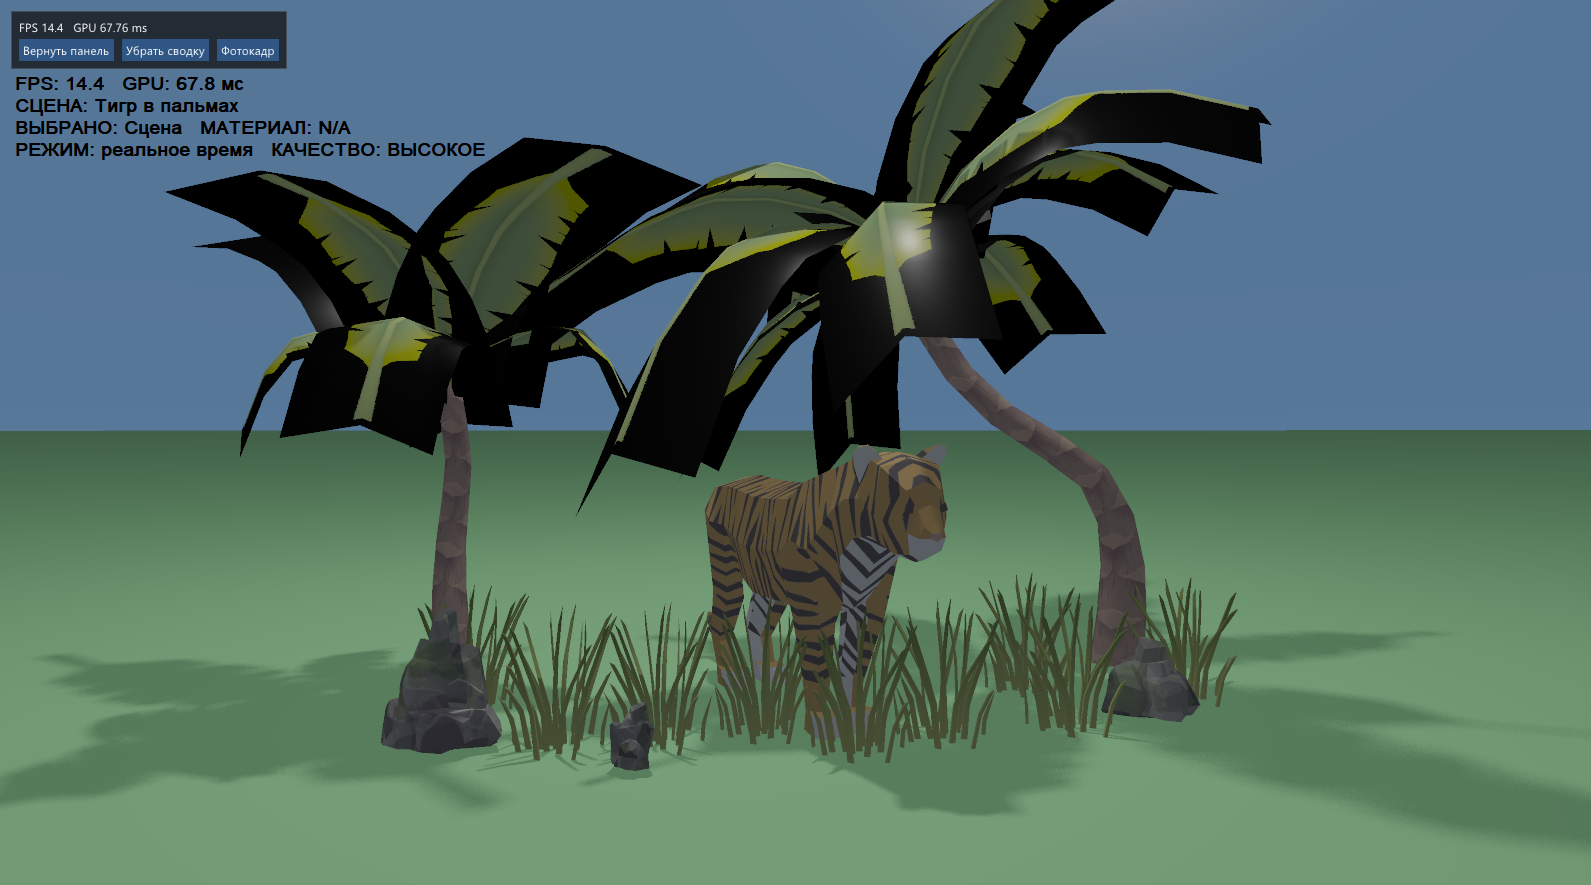 FPS 14.4 GPU 67.76 ms
Вернуть панель Убрать сводку Фотокадр
FPS: 14.4 GPU: 67.8 мс
СЦЕНА: Тигр в пальмах
ВЫБРАНО: Сцена МАТЕРИАЛ: N/A
РЕЖИМ: реальное время КАЧЕСТВО: ВЫСОКОЕ